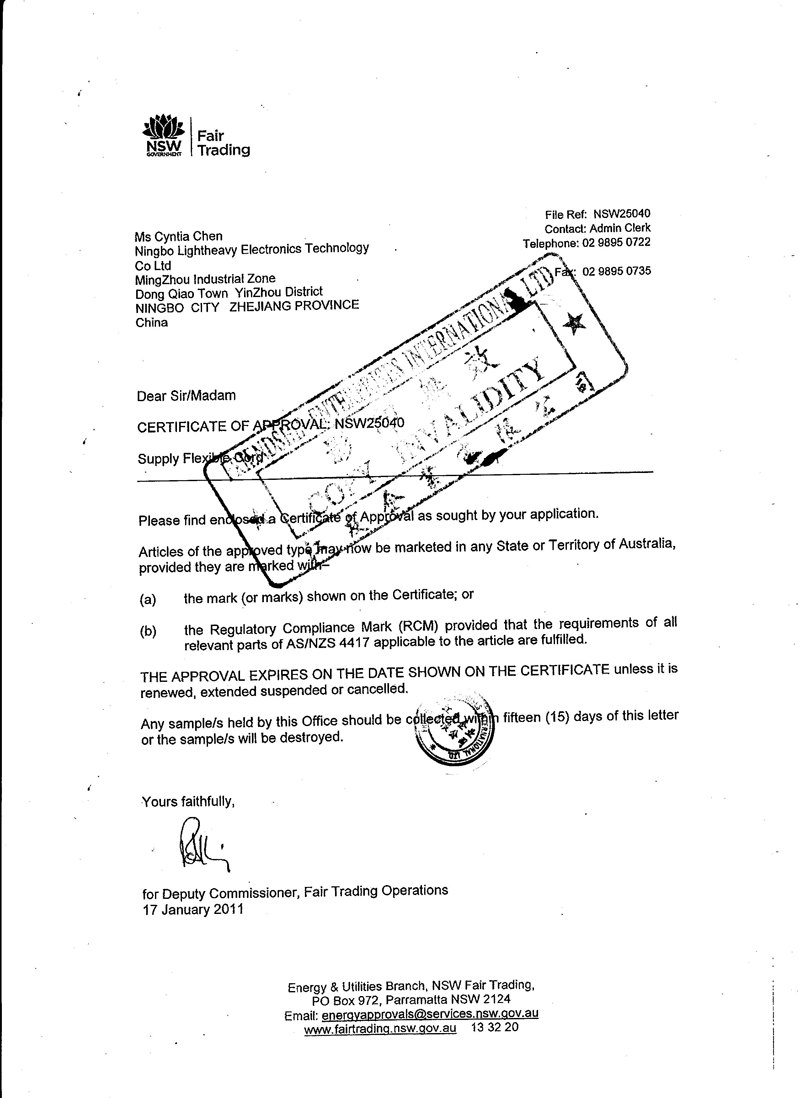 NSW
GOVERNMENT
Fair
Trading
File Ref: NSW25040
Contact: Admin Clerk
Telephone: 02 9895 0722
Fax: 02 9895 0735
Ms Cyntia Chen
Ningbo Lightheavy Electronics Technology
Co Ltd
MingZhou Industrial Zone
Dong Qiao Town YinZhou District
NINGBO CITY ZHEJIANG PROVINCE
China
Dear Sir/Madam
CERTIFICATE OF APPROVAL: NSW25040
Supply Flexible Cord
ENTERPRISES INTERNATIONAL LTD
效
COPY INVALIDITY
限公司
Please find enclosed a Certificate of Approval as sought by your application.
Articles of the approved type may now be marketed in any State or Territory of Australia,
provided they are marked with–
(a) the mark (or marks) shown on the Certificate; or
(b) the Regulatory Compliance Mark (RCM) provided that the requirements of all
relevant parts of AS/NZS 4417 applicable to the article are fulfilled.
THE APPROVAL EXPIRES ON THE DATE SHOWN ON THE CERTIFICATE unless it is
renewed, extended suspended or cancelled.
Any sample/s held by this Office should be collected within fifteen (15) days of this letter
or the sample/s will be destroyed.
INTERNATIONAL LTD
Yours faithfully,
for Deputy Commissioner, Fair Trading Operations
17 January 2011
Energy & Utilities Branch, NSW Fair Trading,
PO Box 972, Parramatta NSW 2124
Email: energyapprovals@services.nsw.gov.au
www.fairtrading.nsw.gov.au 13 32 20